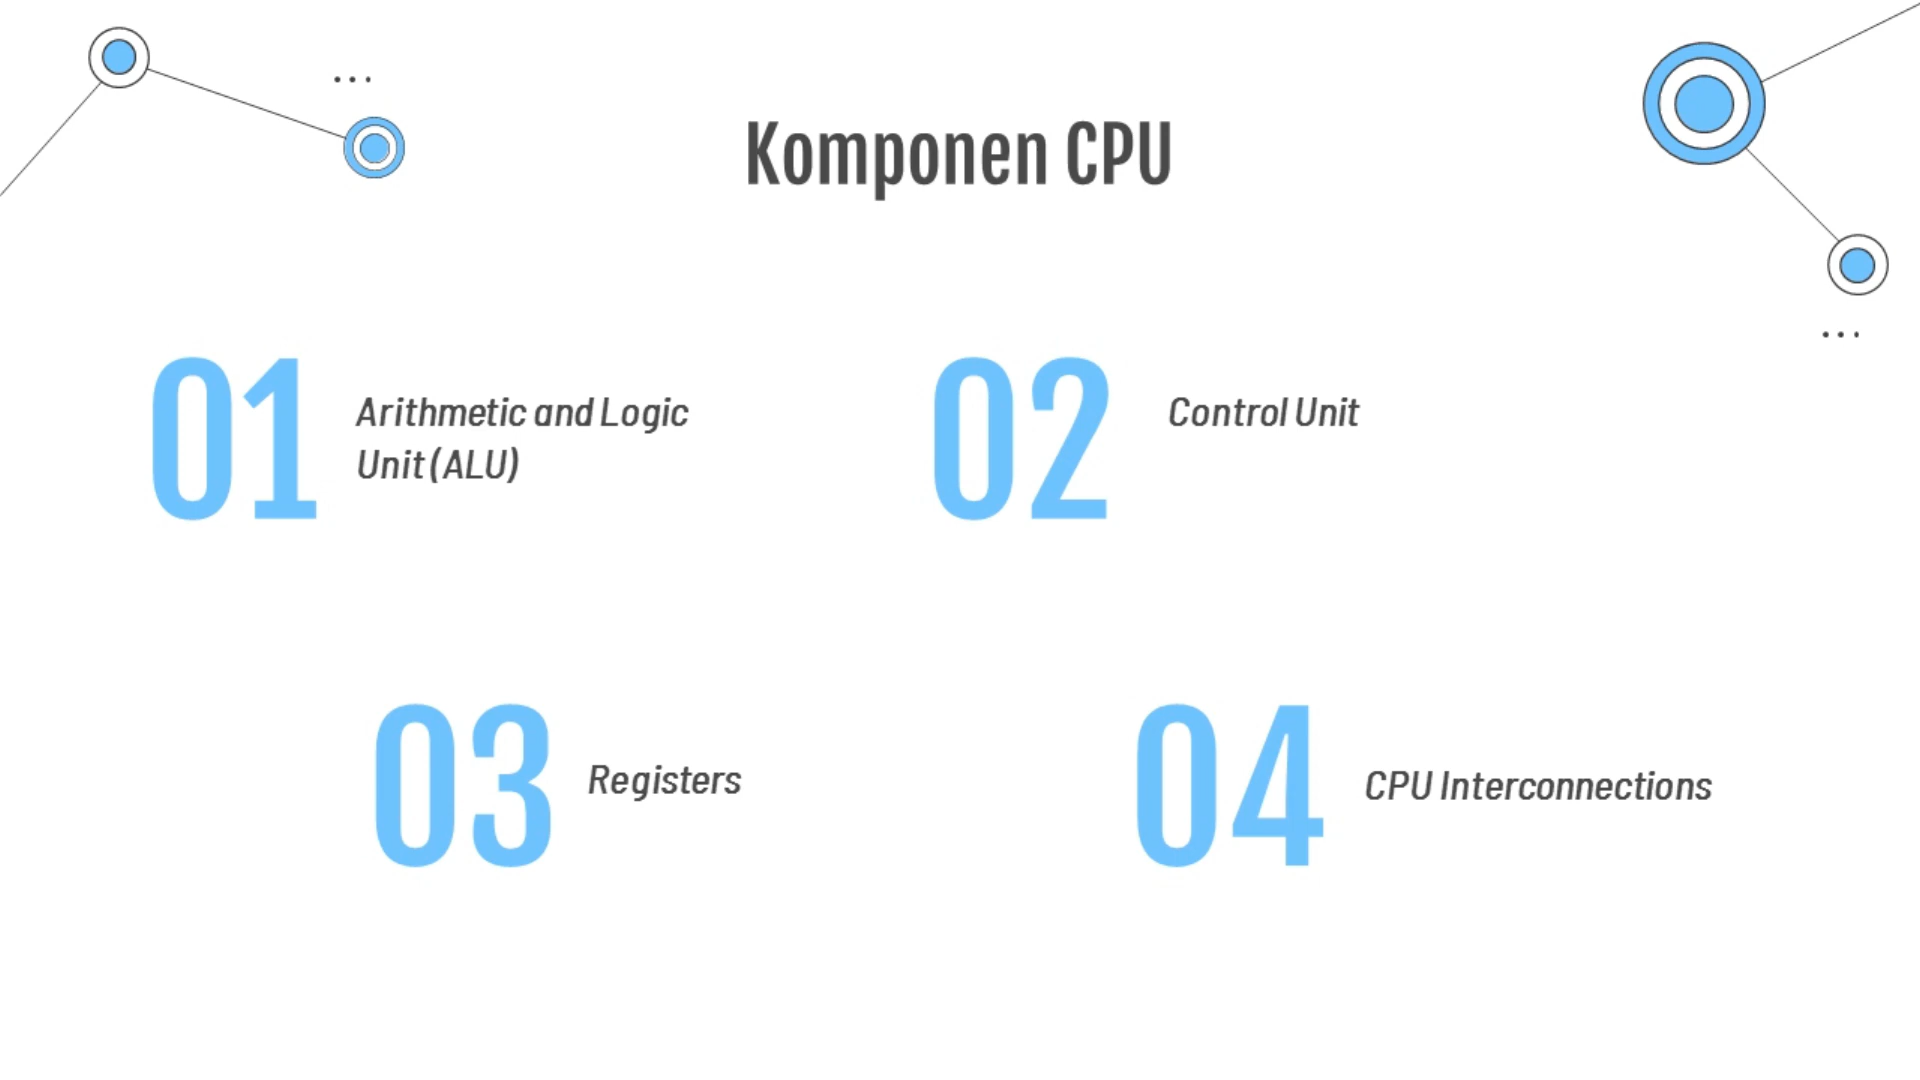 Komponen CPU
01
Arithmetic and Logic
Unit (ALU)
02
Control Unit
03
Registers
04
CPU Interconnections